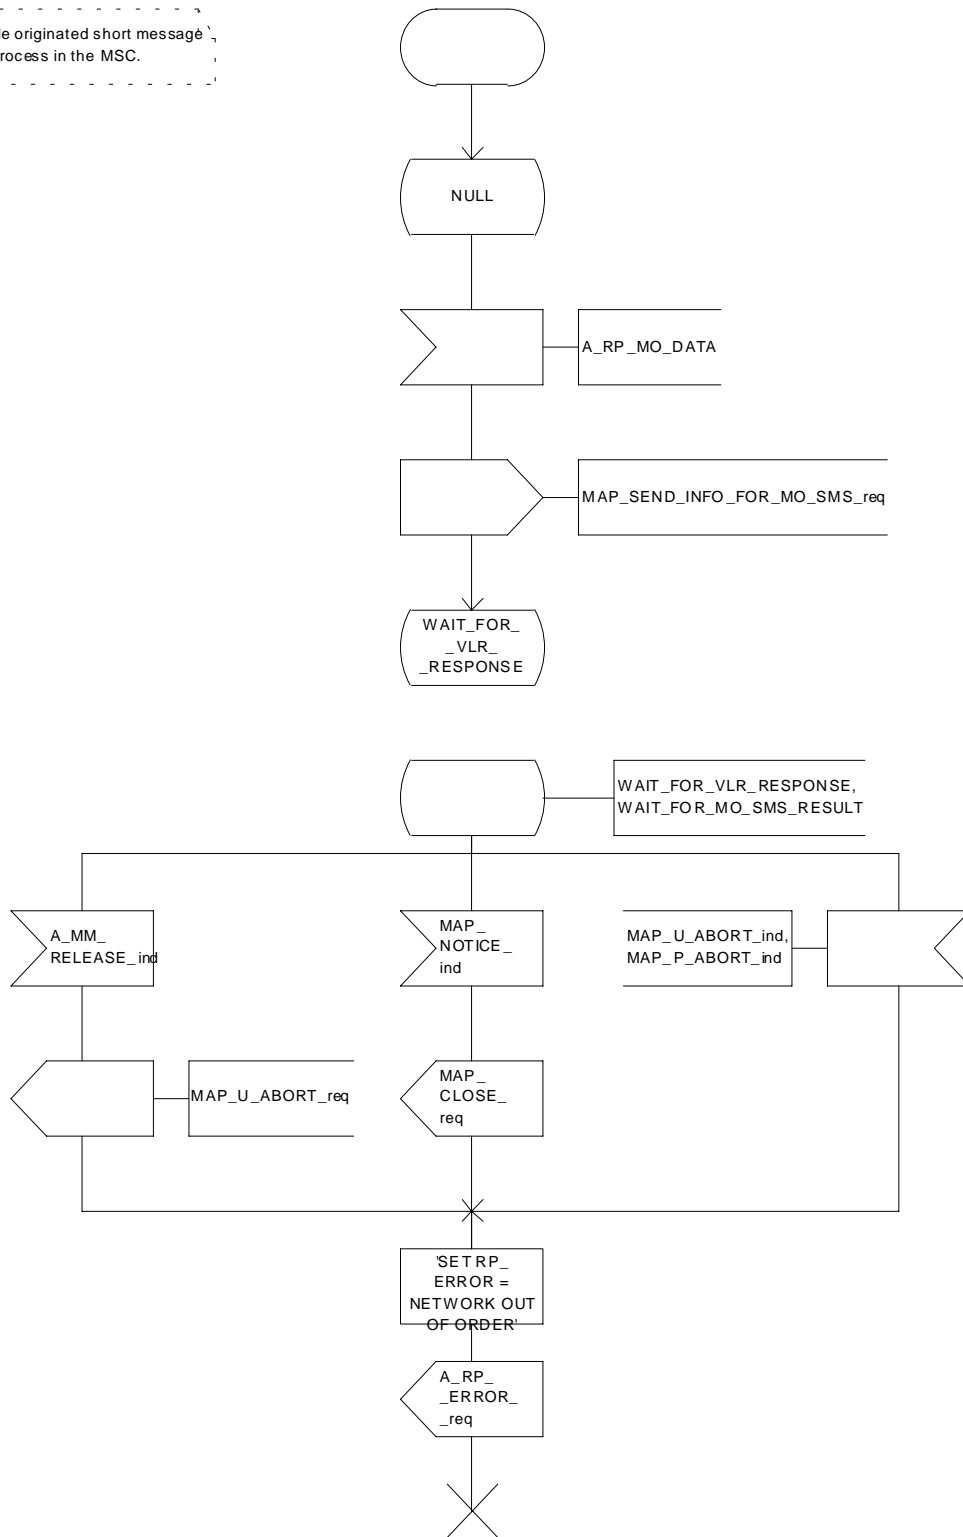 originated short message
in the MSC.
NULL
A_RP_MO_DATA
MAP_SEND_INFO_FOR_MO_SMS_req
WAIT_FOR_
_VLR_
_RESPONSE
WAIT_FOR_VLR_RESPONSE,
WAIT_FOR_MO_SMS_RESULT
A_MM_
RELEASE_ind
MAP_
NOTICE_
ind
MAP_U_ABORT_ind,
MAP_P_ABORT_ind
MAP_U_ABORT_req
MAP_
CLOSE_
req
'SET RP_
ERROR =
NETWORK OUT
OF ORDER'
A_RP_
_ERROR_
_req